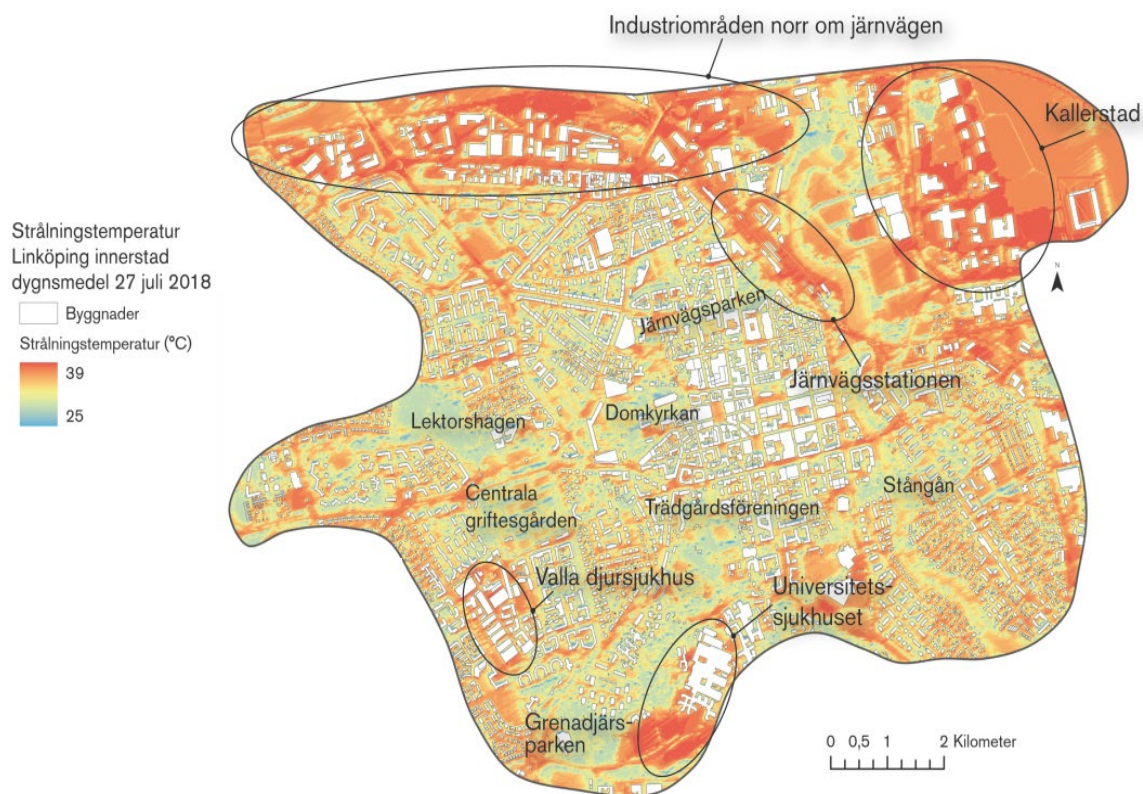 Industriområden norr om järnvägen
Kallerstad
Strålningstemperatur
Linköping innerstad
dygnsmedel 27 juli 2018
Byggnader
Strålningstemperatur (°C)
39
25
N
Järnvägsparken
Järnvägsstationen
Lektorshagen
Domkyrkan
Centrala
griftesgården
Trädgårdsföreningen
Stångån
Valla djursjukhus
Universitets-
sjukhuset
Grenadjärs-
parken
0 0,5 1 2 Kilometer